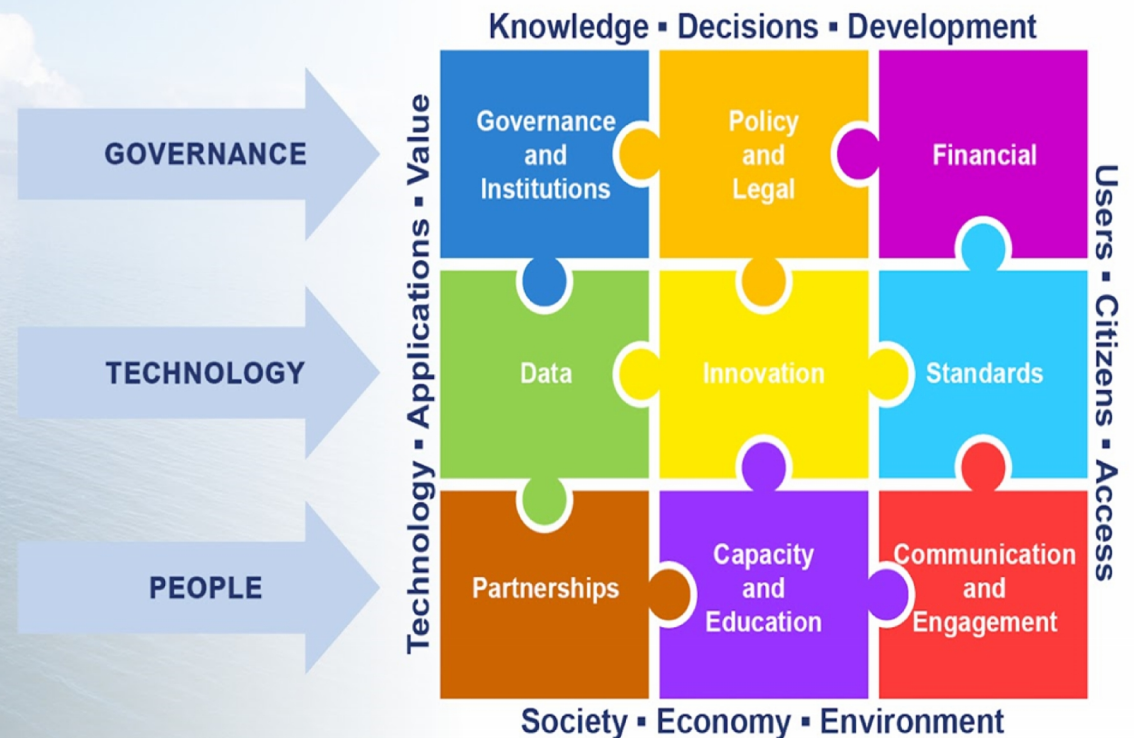 Knowledge ▪ Decisions ▪ Development
GOVERNANCE
Technology ▪ Applications ▪ Value
Governance
and
Institutions
Policy
and
Legal
Financial
Users ▪ Citizens ▪ Access
TECHNOLOGY
Data
Innovation
Standards
PEOPLE
Partnerships
Capacity
and
Education
Communication
and
Engagement
Society ▪ Economy ▪ Environment